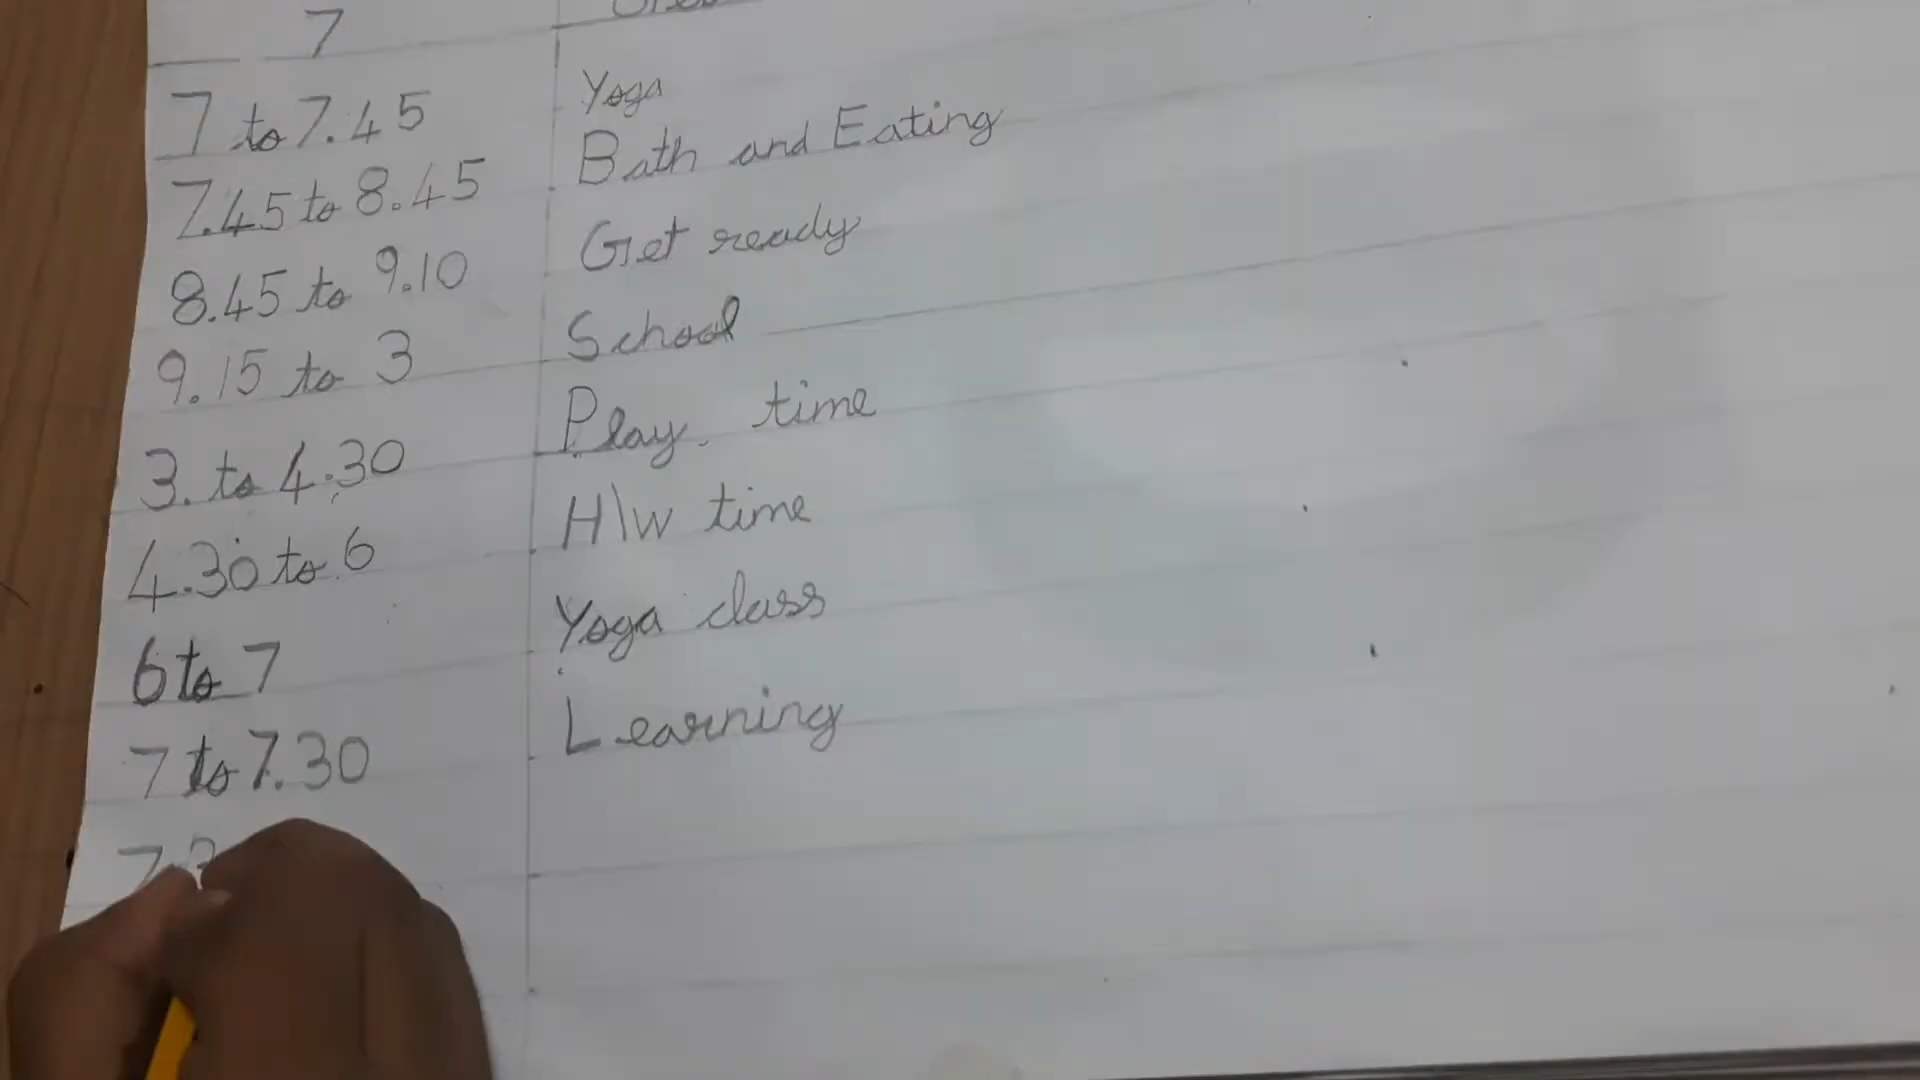 7
7 to 7.45 Yoga
7.45 to 8.45 Bath and Eating
8.45 to 9.10 Get ready
9.15 to 3 School
3. to 4.30 Play. time
4.30 to 6 H\w time
6 to 7 Yoga class
7 to 7.30 Learning